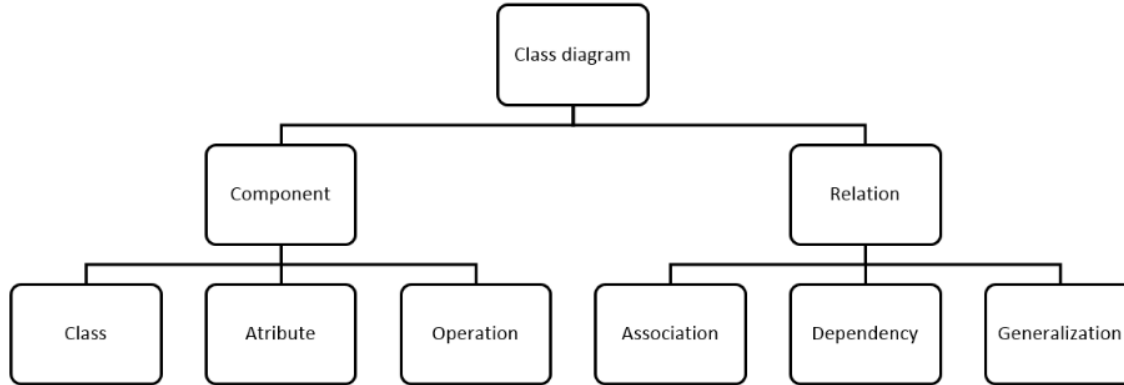 Class diagram
Component
Relation
Class
Atribute
Operation
Association
Dependency
Generalization